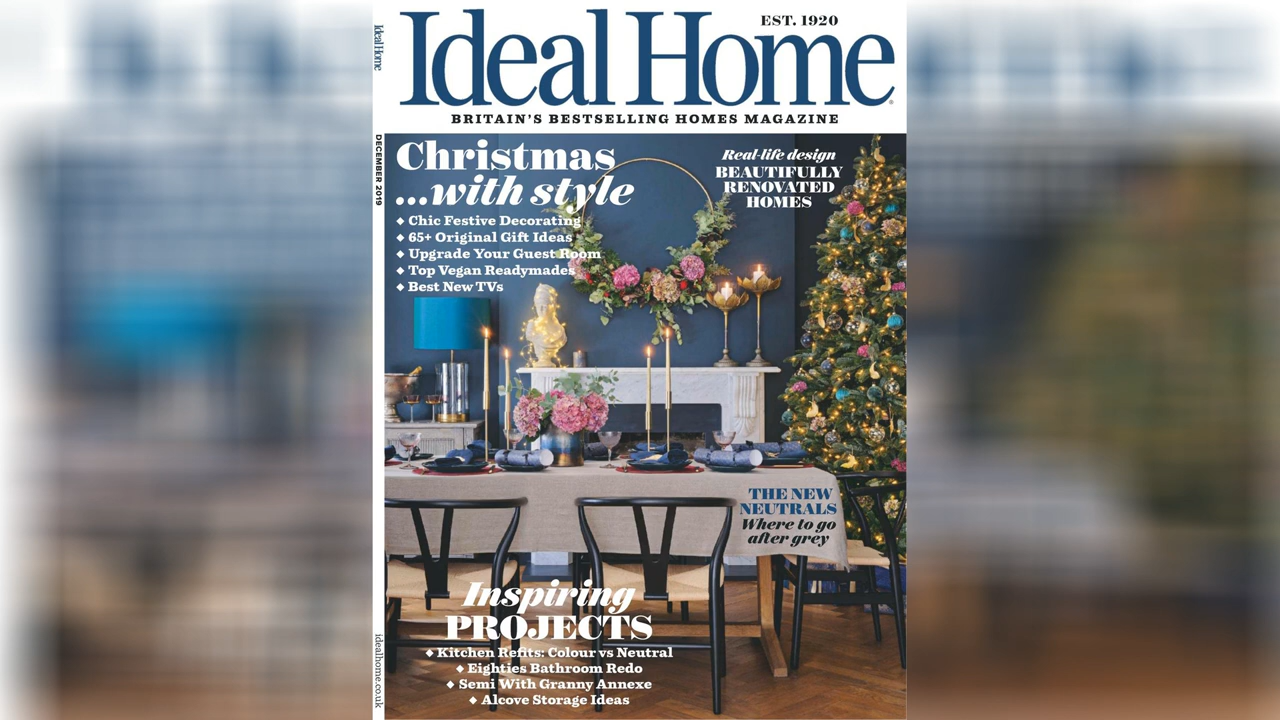 EST. 1920
Ideal Home
BRITAIN'S BESTSELLING HOMES MAGAZINE
Ideal Home
DECEMBER 2019
idealhome.co.uk
Christmas
...with style
◆ Chic Festive Decorating
◆ 65+ Original Gift Ideas
◆ Upgrade Your Guest Room
◆ Top Vegan Readymades
◆ Best New TVs
Real-life design
BEAUTIFULLY
RENOVATED
HOMES
THE NEW
NEUTRALS
Where to go
after grey
Inspiring
PROJECTS
◆ Kitchen Refits: Colour vs Neutral
◆ Eighties Bathroom Redo
◆ Semi With Granny Annexe
◆ Alcove Storage Ideas